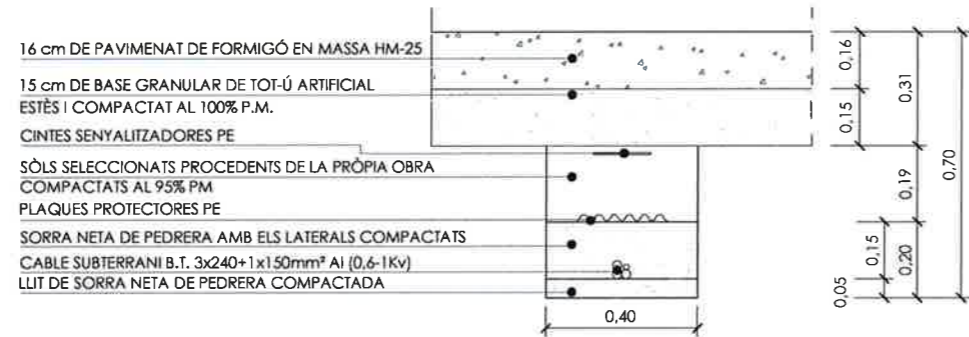 16 cm DE PAVIMENAT DE FORMIGÓ EN MASSA HM-25
15 cm DE BASE GRANULAR DE TOT-Ú ARTIFICIAL
ESTÈS I COMPACTAT AL 100% P.M.
CINTES SENYALITZADORES PE
SÒLS SELECCIONATS PROCEDENTS DE LA PRÒPIA OBRA
COMPACTATS AL 95% PM
PLAQUES PROTECTORES PE
SORRA NETA DE PEDRERA AMB ELS LATERALS COMPACTATS
CABLE SUBTERRANI B.T. 3x240+1x150mm² Al (0,6-1Kv)
LLIT DE SORRA NETA DE PEDRERA COMPACTADA
0,40
0,16
0,15
0,31
0,19
0,70
0,15
0,20
0,05